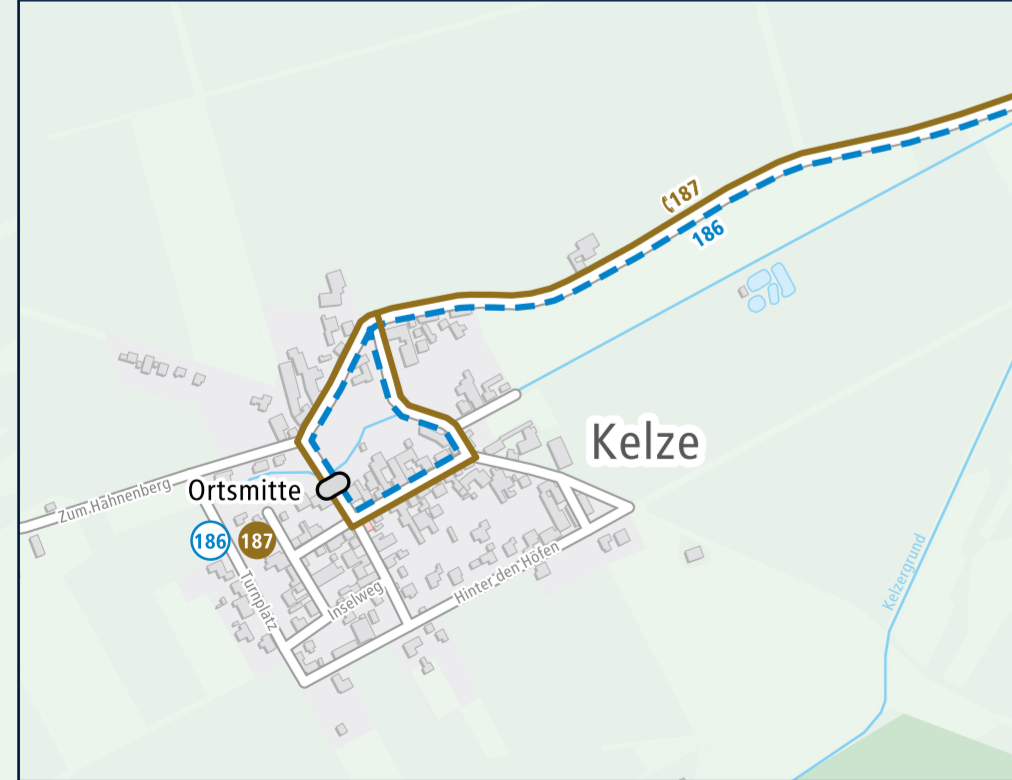 187
186
Kelze
Ortsmitte
Zum Hahnenberg
186
187
Turnplatz
Inselweg
Hinter den Höfen
Kelzergrund